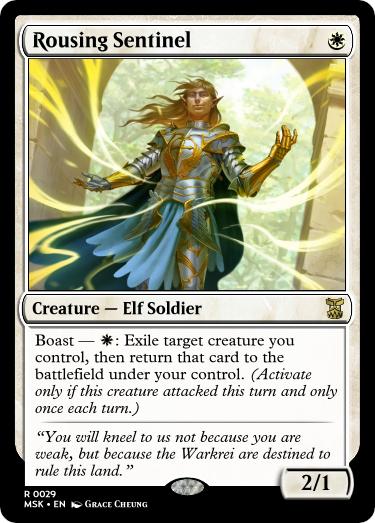 Rousing Sentinel
Creature — Elf Soldier
Boast — : Exile target creature you
control, then return that card to the
battlefield under your control. (Activate
only if this creature attacked this turn and only
once each turn.)
“You will kneel to us not because you are
weak, but because the Warkrei are destined to
rule this land.”
2/1
R 0029
MSK • EN Grace Cheung